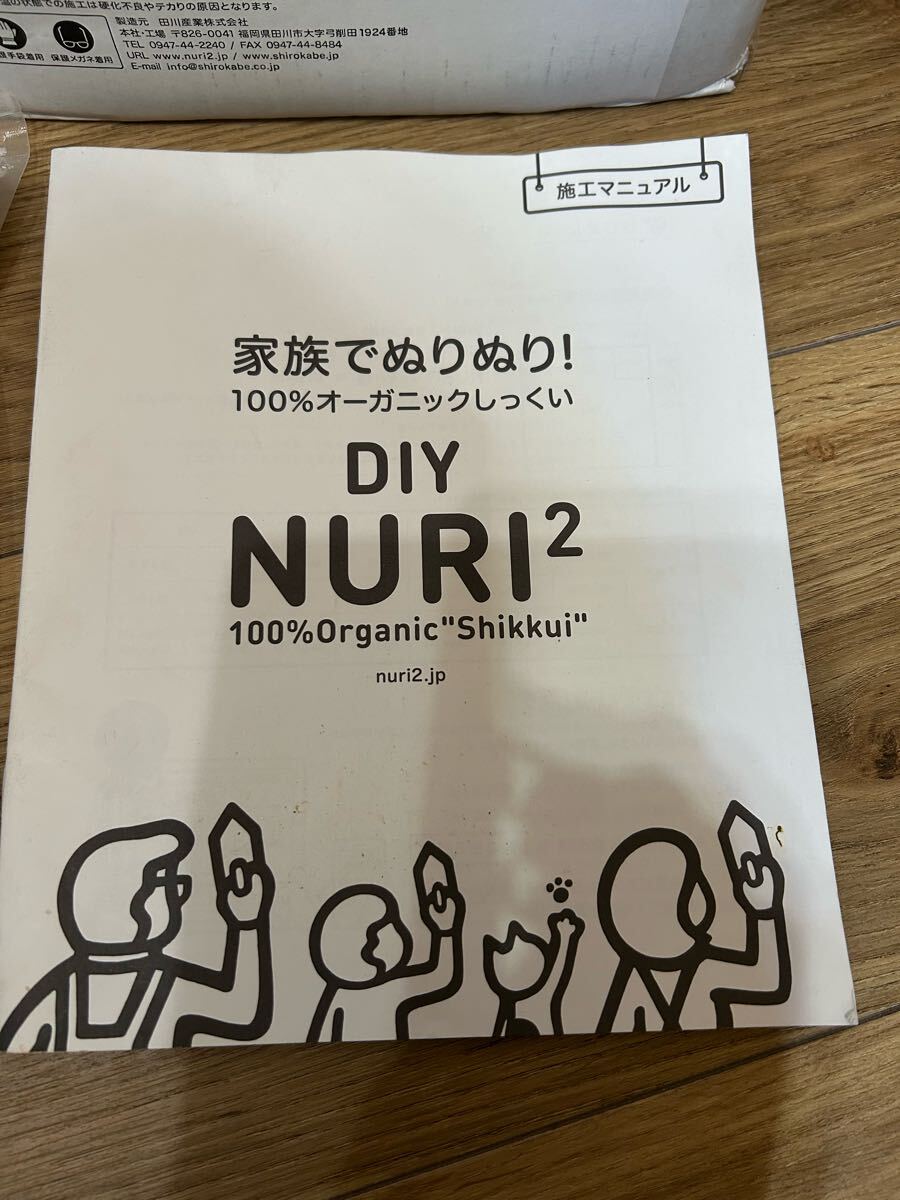 温の状態での施工は硬化不良やテカリの原因となります。
製造元 田川産業株式会社
本社・工場 〒826-0041 福岡県田川市大字弓削田1924番地
TEL 0947-44-2240 / FAX 0947-44-8484
URL www.nuri2.jp / www.shirokabe.co.jp
E-mail info@shirokabe.co.jp
手袋着用 保護メガネ着用
施工マニュアル
家族でぬりぬり!
100%オーガニックしっくい
DIY
NURI²
100%Organic"Shikkui"
nuri2.jp